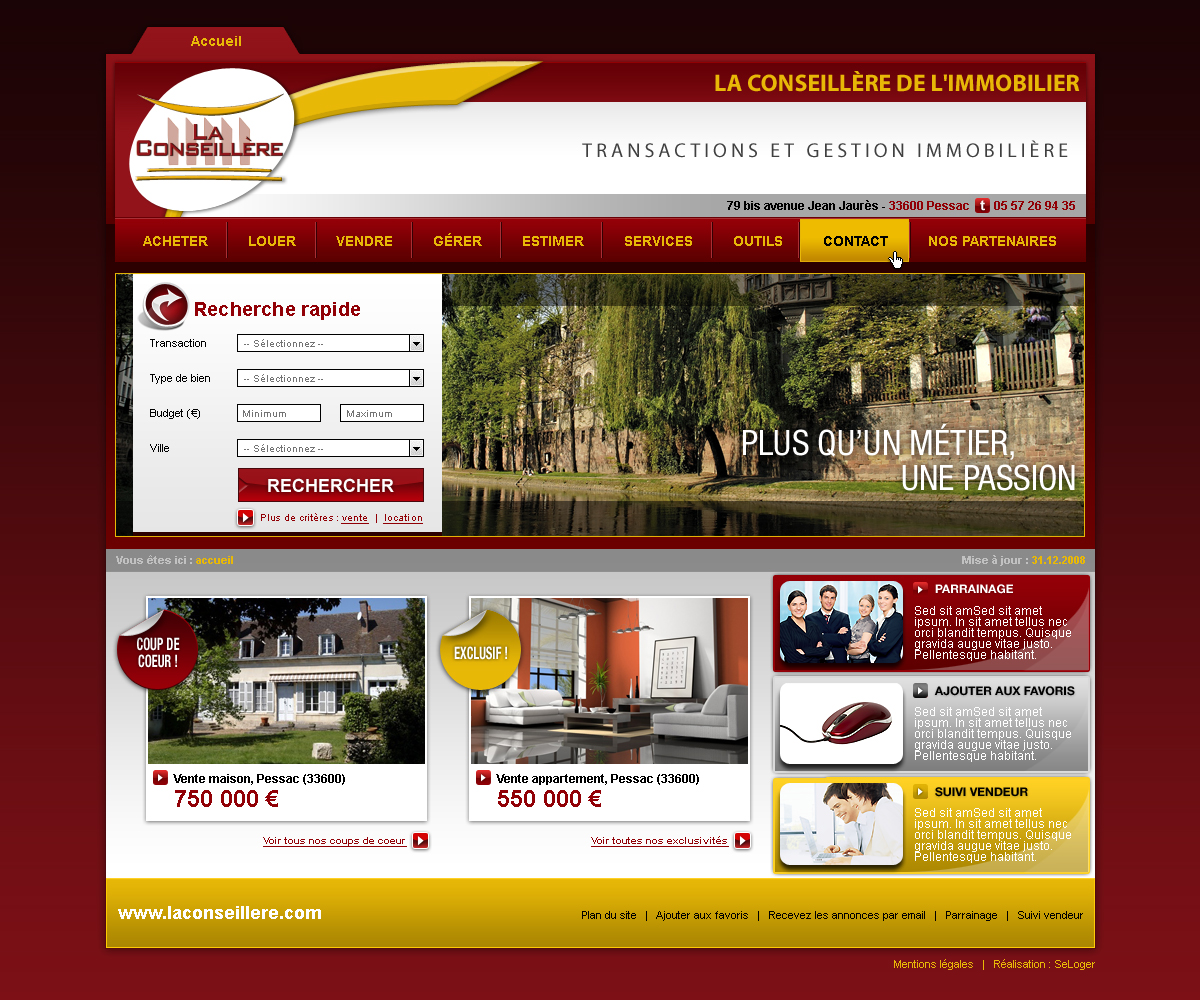 Accueil
LA CONSEILLÈRE DE L'IMMOBILIER
LA
CONSEILLÈRE
TRANSACTIONS ET GESTION IMMOBILIÈRE
79 bis avenue Jean Jaurès - 33600 Pessac t 05 57 26 94 35
ACHETER LOUER VENDRE GÉRER ESTIMER SERVICES OUTILS CONTACT NOS PARTENAIRES
Recherche rapide
Transaction -- Sélectionnez --
Type de bien -- Sélectionnez --
Budget (€) Minimum Maximum
Ville -- Sélectionnez --
RECHERCHER
Plus de critères : vente | location
PLUS QU'UN MÉTIER,
UNE PASSION
Vous êtes ici : accueil
Mise à jour : 31.12.2008
COUP DE
COEUR !
Vente maison, Pessac (33600)
750 000 €
Voir tous nos coups de coeur
EXCLUSIF !
Vente appartement, Pessac (33600)
550 000 €
Voir toutes nos exclusivités
PARRAINAGE
Sed sit amSed sit amet
ipsum. In sit amet tellus nec
orci blandit tempus. Quisque
gravida augue vitae justo.
Pellentesque habitant.
AJOUTER AUX FAVORIS
Sed sit amSed sit amet
ipsum. In sit amet tellus nec
orci blandit tempus. Quisque
gravida augue vitae justo.
Pellentesque habitant.
SUIVI VENDEUR
Sed sit amSed sit amet
ipsum. In sit amet tellus nec
orci blandit tempus. Quisque
gravida augue vitae justo.
Pellentesque habitant.
www.laconseillere.com
Plan du site | Ajouter aux favoris | Recevez les annonces par email | Parrainage | Suivi vendeur
Mentions légales | Réalisation : SeLoger